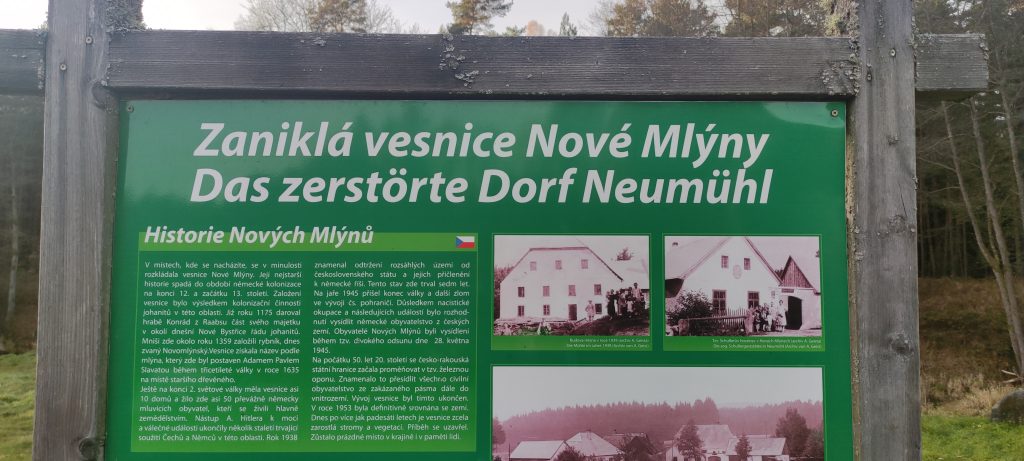 Zaniklá vesnice Nové Mlýny
Das zerstörte Dorf Neumühl
Historie Nových Mlýnů
V místech, kde se nacházíte, se v minulosti
rozkládala vesnice Nové Mlýny. Její nejstarší
historie spadá do období německé kolonizace
na konci 12. a začátku 13. století. Založení
vesnice bylo výsledkem kolonizační činnosti
johanitů v této oblasti. Již roku 1175 daroval
hrabě Konrád z Raabsu část svého majetku
v okolí dnešní Nové Bystřice řádu johanitů.
Mniši zde okolo roku 1359 založili rybník, dnes
zvaný Novomlýnský.Vesnice získala název podle
mlýna, který zde byl postaven Adamem Pavlem
Slavatou během třicetileté války v roce 1635
na místě staršího dřevěného.
Ještě na konci 2. světové války měla vesnice asi
10 domů a žilo zde asi 50 převážně německy
mluvících obyvatel, kteří se živili hlavně
zemědělstvím. Nástup A. Hitlera k moci
a válečné události ukončily několik staletí trvající
soužití Čechů a Němců v této oblasti. Rok 1938
znamenal odtržení rozsáhlých území od
československého státu a jejich přičlenění
k německé říši. Tento stav zde trval sedm let.
Na jaře 1945 přišel konec války a další zlom
ve vývoji čs. pohraničí. Důsledkem nacistické
okupace a následujících událostí bylo rozhod-
nutí vysídlit německé obyvatelstvo z českých
zemí. Obyvatelé Nových Mlýnů byli vysídleni
během tzv. divokého odsunu dne 28. května
1945.
Na počátku 50. let 20. století se česko-rakouská
státní hranice začala proměňovat v tzv. železnou
oponu. Znamenalo to přesídlit všechno civilní
obyvatelstvo ze zakázaného pásma dále do
vnitrozemí. Vývoj vesnice byl tímto ukončen.
V roce 1953 byla definitivně srovnána se zemí.
Dnes po více jak padesáti letech je vesnice zcela
zarostlá stromy a vegetací. Příběh se uzavřel.
Zůstalo prázdné místo v krajině i v paměti lidí.